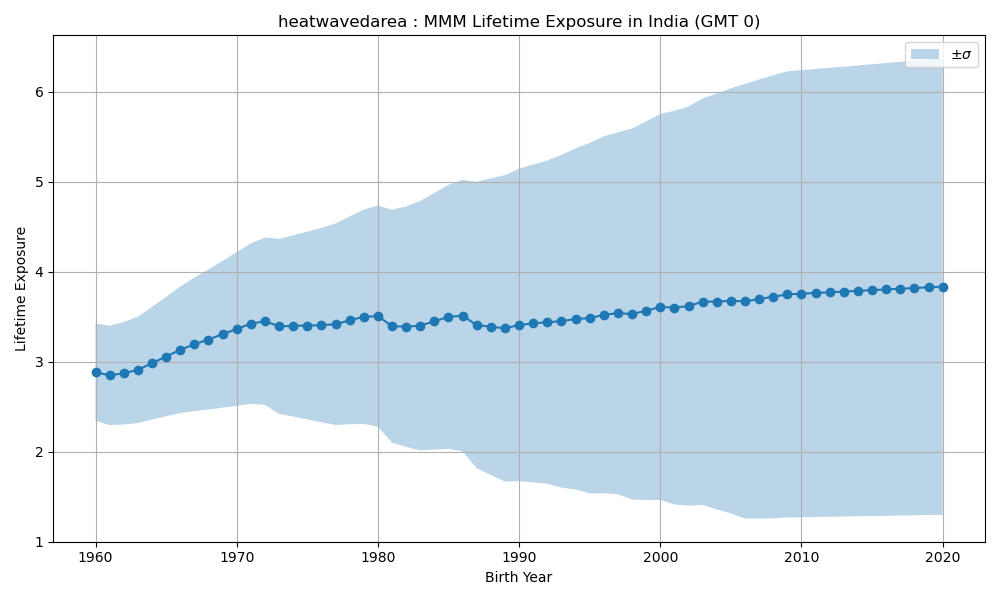 heatwavedarea : MMM Lifetime Exposure in India (GMT 0)
±σ
6
5
4
3
2
1
Lifetime Exposure
1960 1970 1980 1990 2000 2010 2020
Birth Year